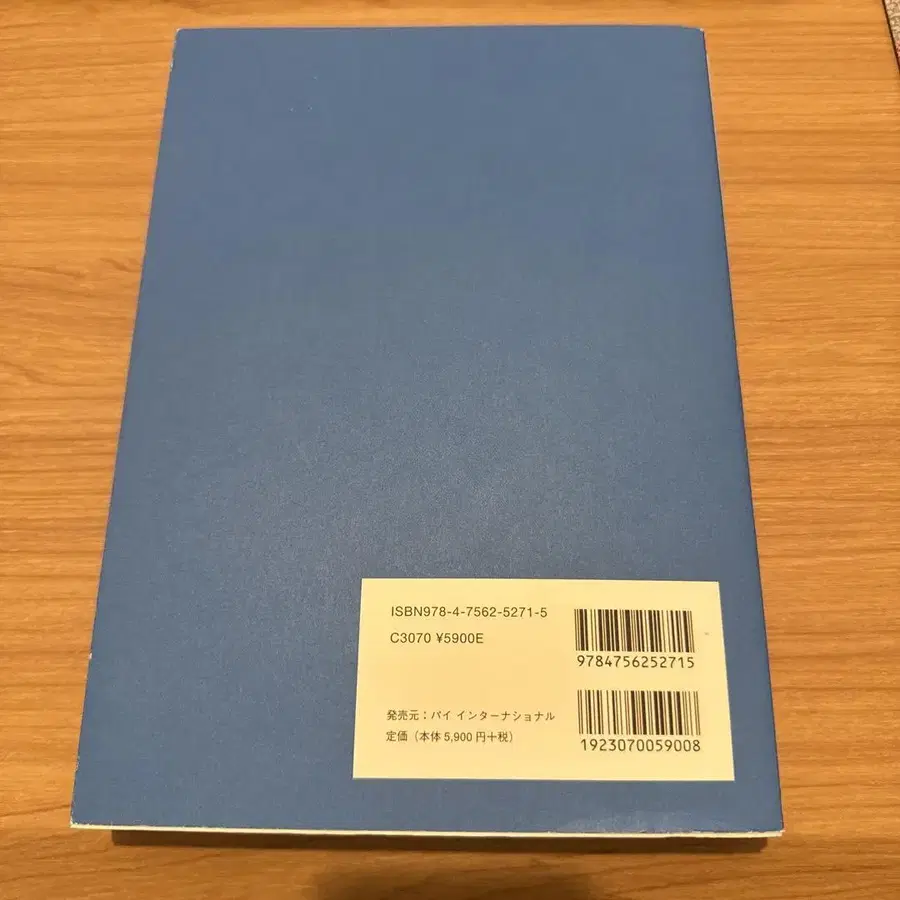 ISBN978-4-7562-5271-5
C3070 ¥5900E
9784756252715
発売元：パイ インターナショナル
定価（本体 5,900 円+税）
1923070059008